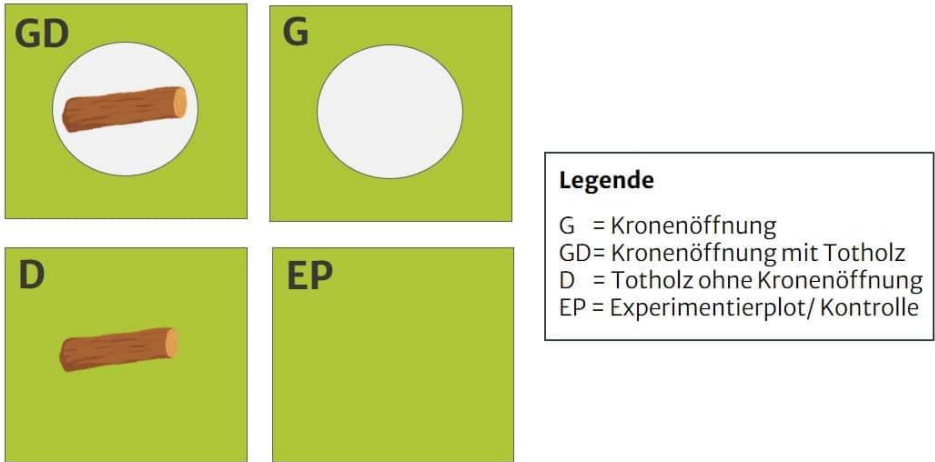 GD
G
D
EP
Legende
G = Kronenöffnung
GD= Kronenöffnung mit Totholz
D = Totholz ohne Kronenöffnung
EP = Experimentierplot/ Kontrolle